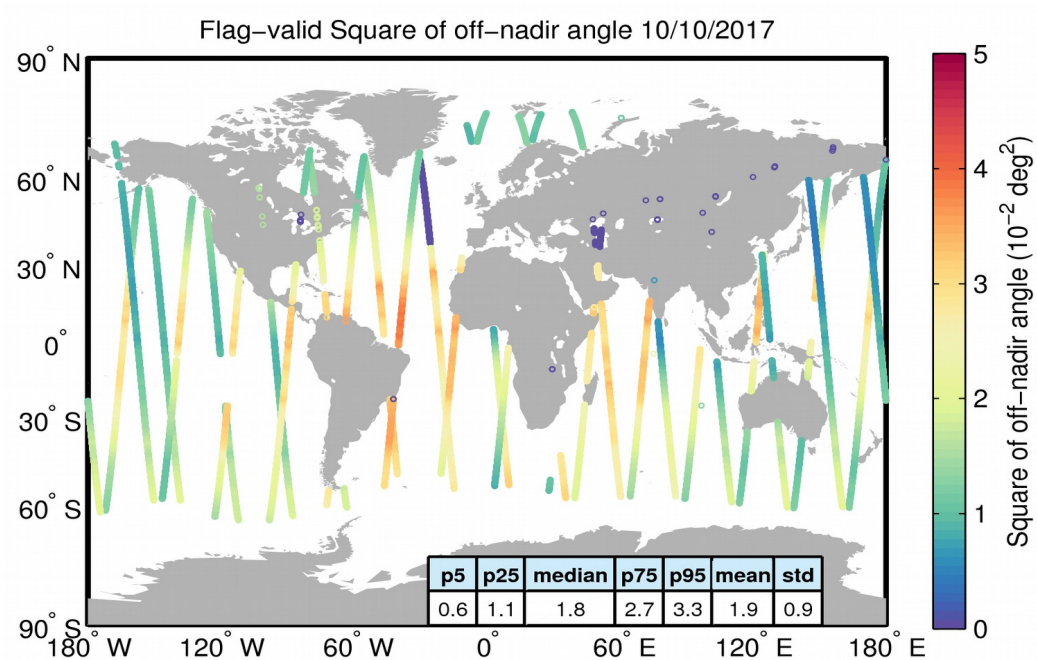 Flag-valid Square of off-nadir angle 10/10/2017
90° N
60° N
30° N
0°
30° S
60° S
90° S
180° W
120° W
60° W
0°
60° E
120° E
180° E
p5 p25 median p75 p95 mean std
0.6 1.1 1.8 2.7 3.3 1.9 0.9
5
4
3
2
1
0
Square of off-nadir angle (10⁻² deg²)